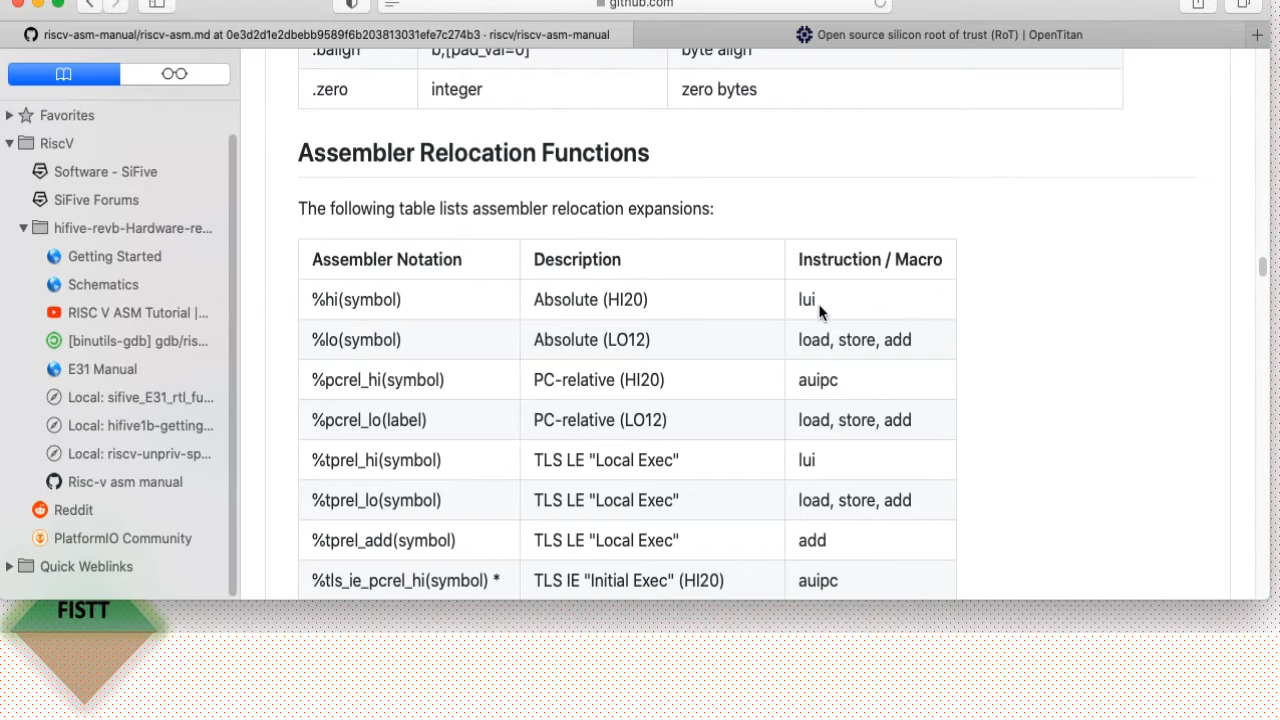 github.com
riscv-asm-manual/riscv-asm.md at 0e3d2d1e2dbebb9589f6b203813031efe7c274b3 · riscv/riscv-asm-manual
Open source silicon root of trust (RoT) | OpenTitan
Favorites
RiscV
Software - SiFive
SiFive Forums
hifive-revb-Hardware-re...
Getting Started
Schematics
RISC V ASM Tutorial |...
[binutils-gdb] gdb/ris...
E31 Manual
Local: sifive_E31_rtl_fu...
Local: hifive1b-getting...
Local: riscv-unpriv-sp...
Risc-v asm manual
Reddit
PlatformIO Community
Quick Weblinks
.balign b,[pad_val=0] byte align
.zero integer zero bytes
Assembler Relocation Functions
The following table lists assembler relocation expansions:
Assembler Notation Description Instruction / Macro
%hi(symbol) Absolute (HI20) lui
%lo(symbol) Absolute (LO12) load, store, add
%pcrel_hi(symbol) PC-relative (HI20) auipc
%pcrel_lo(label) PC-relative (LO12) load, store, add
%tprel_hi(symbol) TLS LE "Local Exec" lui
%tprel_lo(symbol) TLS LE "Local Exec" load, store, add
%tprel_add(symbol) TLS LE "Local Exec" add
%tls_ie_pcrel_hi(symbol) * TLS IE "Initial Exec" (HI20) auipc
FISTT